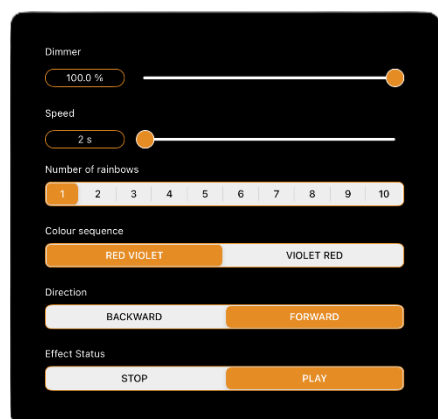 Dimmer
100.0 %
Speed
2 s
Number of rainbows
1 2 3 4 5 6 7 8 9 10
Colour sequence
RED VIOLET VIOLET RED
Direction
BACKWARD FORWARD
Effect Status
STOP PLAY